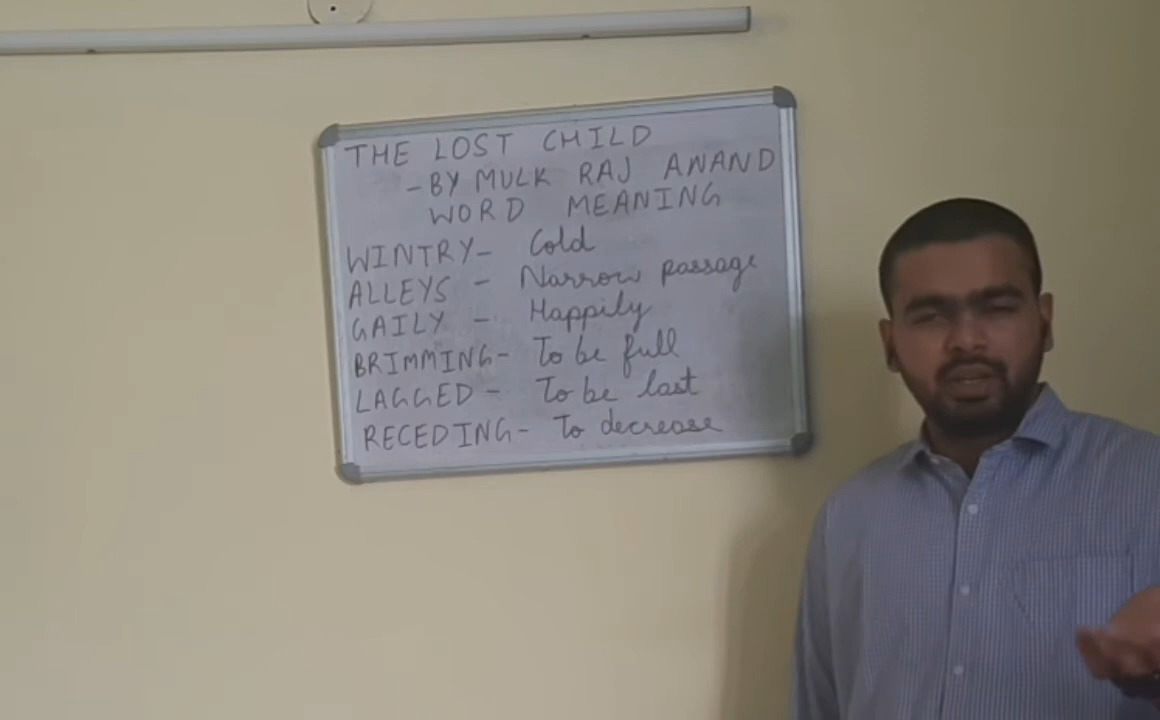 THE LOST CHILD
-BY MULK RAJ ANAND
WORD MEANING
WINTRY- Cold
ALLEYS - Narrow passage
GAILY - Happily
BRIMMING- To be full
LAGGED - To be last
RECEDING- To decrease